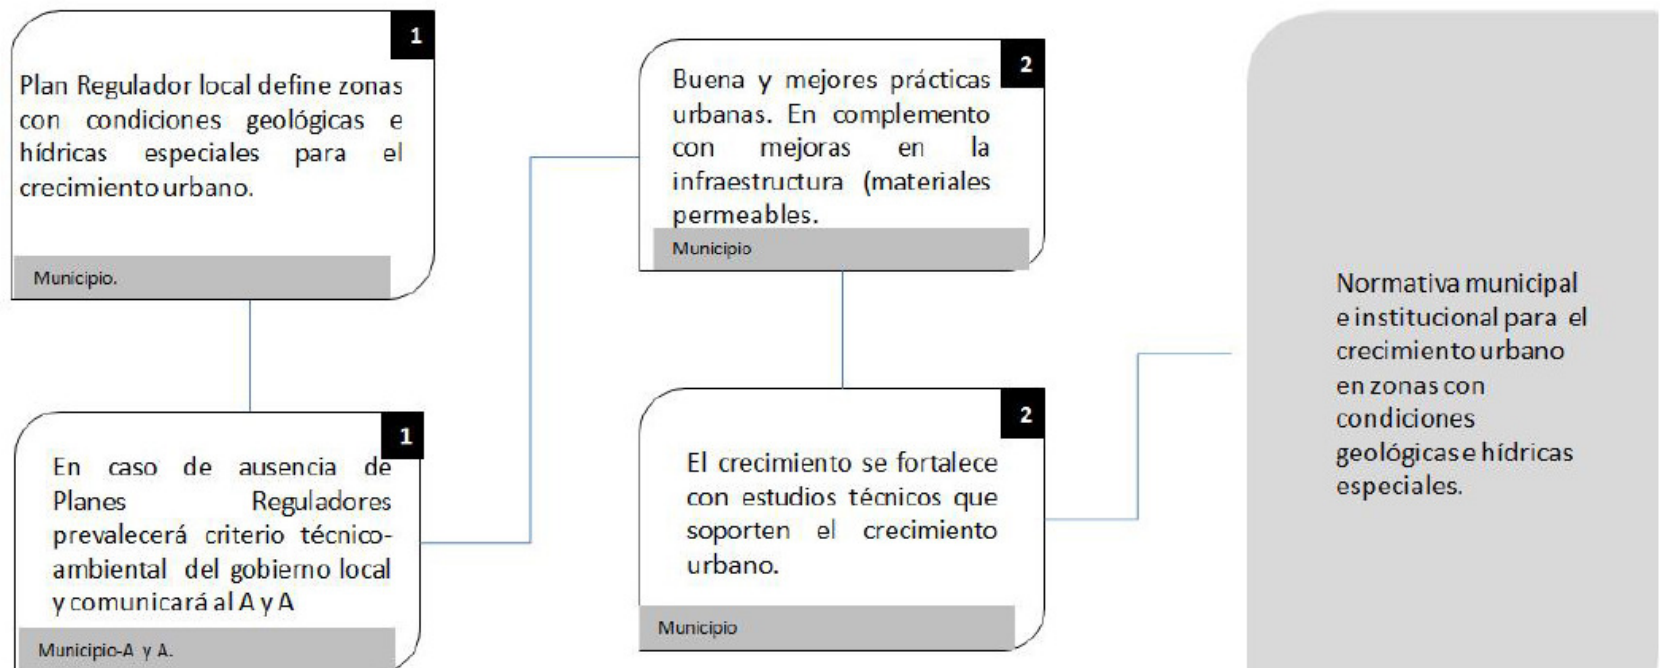 1
Plan Regulador local define zonas
con condiciones geológicas e
hídricas especiales para el
crecimiento urbano.
Municipio.
1
En caso de ausencia de
Planes Reguladores
prevalecerá criterio técnico-
ambiental del gobierno local
y comunicará al A y A
Municipio-A y A.
2
Buena y mejores prácticas
urbanas. En complemento
con mejoras en la
infraestructura (materiales
permeables.
Municipio
2
El crecimiento se fortalece
con estudios técnicos que
soporten el crecimiento
urbano.
Municipio
Normativa municipal
e institucional para el
crecimiento urbano
en zonas con
condiciones
geológicas e hídricas
especiales.